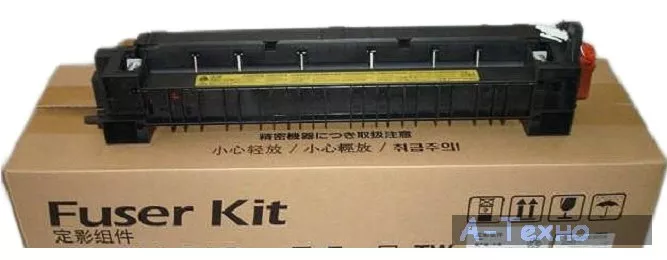 精密機器につき取扱注意
小心轻放 / 小心輕放 / 취급주의!
Fuser Kit
定影组件
А-Техно